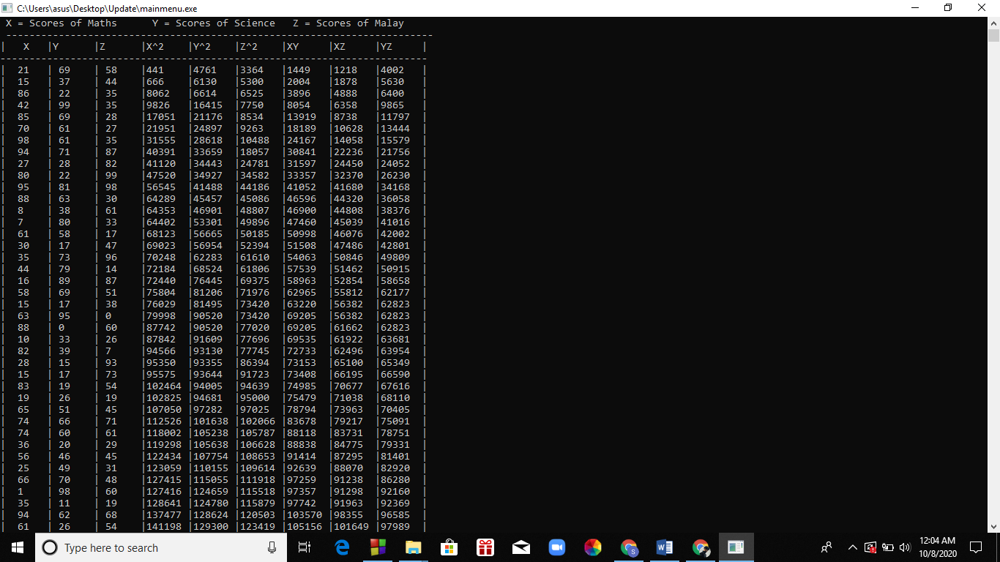 C:\Users\asus\Desktop\Update\mainmenu.exe
X = Scores of Maths      Y = Scores of Science   Z = Scores of Malay
-------------------------------------------------------------------------
|   X   |Y      |Z      |X^2    |Y^2    |Z^2    |XY     |XZ     |YZ     |
-------------------------------------------------------------------------
|  21   | 69    | 58    |441    |4761   |3364   |1449   |1218   |4002   |
|  15   | 37    | 44    |666    |6130   |5300   |2004   |1878   |5630   |
|  86   | 22    | 35    |8062   |6614   |6525   |3896   |4888   |6400   |
|  42   | 99    | 35    |9826   |16415  |7750   |8054   |6358   |9865   |
|  85   | 69    | 28    |17051  |21176  |8534   |13919  |8738   |11797  |
|  70   | 61    | 27    |21951  |24897  |9263   |18189  |10628  |13444  |
|  98   | 61    | 35    |31555  |28618  |10488  |24167  |14058  |15579  |
|  94   | 71    | 87    |40391  |33659  |18057  |30841  |22236  |21756  |
|  27   | 28    | 82    |41120  |34443  |24781  |31597  |24450  |24052  |
|  80   | 22    | 99    |47520  |34927  |34582  |33357  |32370  |26230  |
|  95   | 81    | 98    |56545  |41488  |44186  |41052  |41680  |34168  |
|  88   | 63    | 30    |64289  |45457  |45086  |46596  |44320  |36058  |
|  8    | 38    | 61    |64353  |46901  |48807  |46900  |44808  |38376  |
|  7    | 80    | 33    |64402  |53301  |49896  |47460  |45039  |41016  |
|  61   | 58    | 17    |68123  |56665  |50185  |50998  |46076  |42002  |
|  30   | 17    | 47    |69023  |56954  |52394  |51508  |47486  |42801  |
|  35   | 73    | 96    |70248  |62283  |61610  |54063  |50846  |49809  |
|  44   | 79    | 14    |72184  |68524  |61806  |57539  |51462  |50915  |
|  16   | 89    | 87    |72440  |76445  |69375  |58963  |52854  |58658  |
|  58   | 69    | 51    |75804  |81206  |71976  |62965  |55812  |62177  |
|  15   | 17    | 38    |76029  |81495  |73420  |63220  |56382  |62823  |
|  63   | 95    | 0     |79998  |90520  |73420  |69205  |56382  |62823  |
|  88   | 0     | 60    |87742  |90520  |77020  |69205  |61662  |62823  |
|  10   | 33    | 26    |87842  |91609  |77696  |69535  |61922  |63681  |
|  82   | 39    | 7     |94566  |93130  |77745  |72733  |62496  |63954  |
|  28   | 15    | 93    |95350  |93355  |86394  |73153  |65100  |65349  |
|  15   | 17    | 73    |95575  |93644  |91723  |73408  |66195  |66590  |
|  83   | 19    | 54    |102464 |94005  |94639  |74985  |70677  |67616  |
|  19   | 26    | 19    |102825 |94681  |95000  |75479  |71038  |68110  |
|  65   | 51    | 45    |107050 |97282  |97025  |78794  |73963  |70405  |
|  74   | 66    | 71    |112526 |101638 |102066 |83678  |79217  |75091  |
|  74   | 60    | 61    |118002 |105238 |105787 |88118  |83731  |78751  |
|  36   | 20    | 29    |119298 |105638 |106628 |88838  |84775  |79331  |
|  56   | 46    | 45    |122434 |107754 |108653 |91414  |87295  |81401  |
|  25   | 49    | 31    |123059 |110155 |109614 |92639  |88070  |82920  |
|  66   | 70    | 48    |127415 |115055 |111918 |97259  |91238  |86280  |
|  1    | 98    | 60    |127416 |124659 |115518 |97357  |91298  |92160  |
|  35   | 11    | 19    |128641 |124780 |115879 |97742  |91963  |92369  |
|  94   | 62    | 68    |137477 |128624 |120503 |103570 |98355  |96585  |
|  61   | 26    | 54    |141198 |129300 |123419 |105156 |101649 |97989  |
Type here to search
12:04 AM
10/8/2020